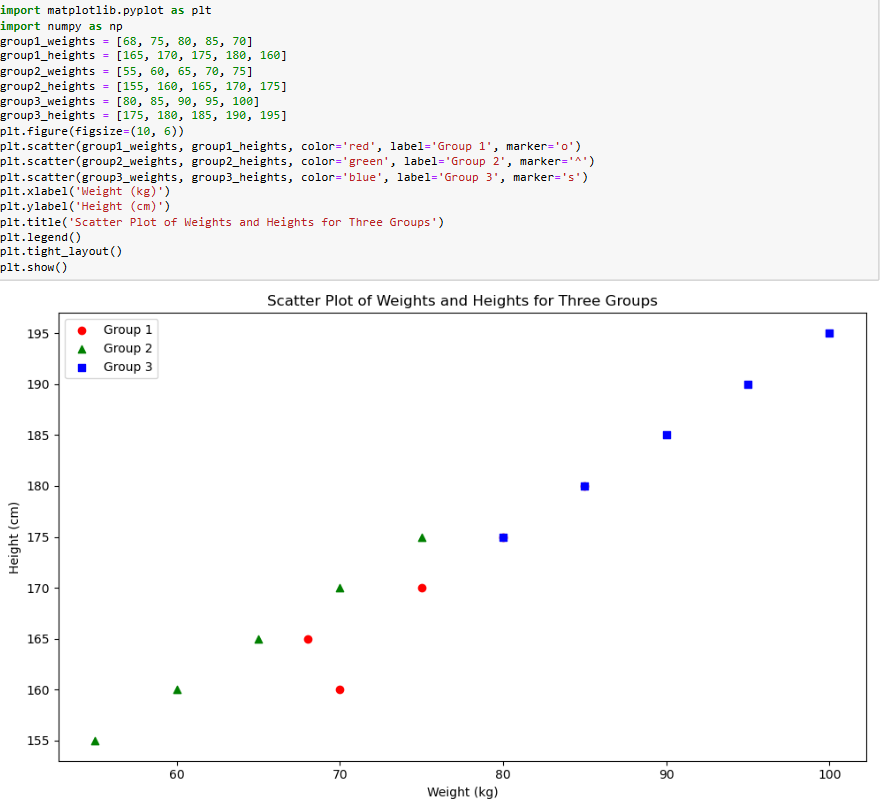 import matplotlib.pyplot as plt
import numpy as np
group1_weights = [68, 75, 80, 85, 70]
group1_heights = [165, 170, 175, 180, 160]
group2_weights = [55, 60, 65, 70, 75]
group2_heights = [155, 160, 165, 170, 175]
group3_weights = [80, 85, 90, 95, 100]
group3_heights = [175, 180, 185, 190, 195]
plt.figure(figsize=(10, 6))
plt.scatter(group1_weights, group1_heights, color='red', label='Group 1', marker='o')
plt.scatter(group2_weights, group2_heights, color='green', label='Group 2', marker='^')
plt.scatter(group3_weights, group3_heights, color='blue', label='Group 3', marker='s')
plt.xlabel('Weight (kg)')
plt.ylabel('Height (cm)')
plt.title('Scatter Plot of Weights and Heights for Three Groups')
plt.legend()
plt.tight_layout()
plt.show()
Scatter Plot of Weights and Heights for Three Groups
Group 1
Group 2
Group 3
195
190
185
180
175
170
165
160
155
Height (cm)
60 70 80 90 100
Weight (kg)